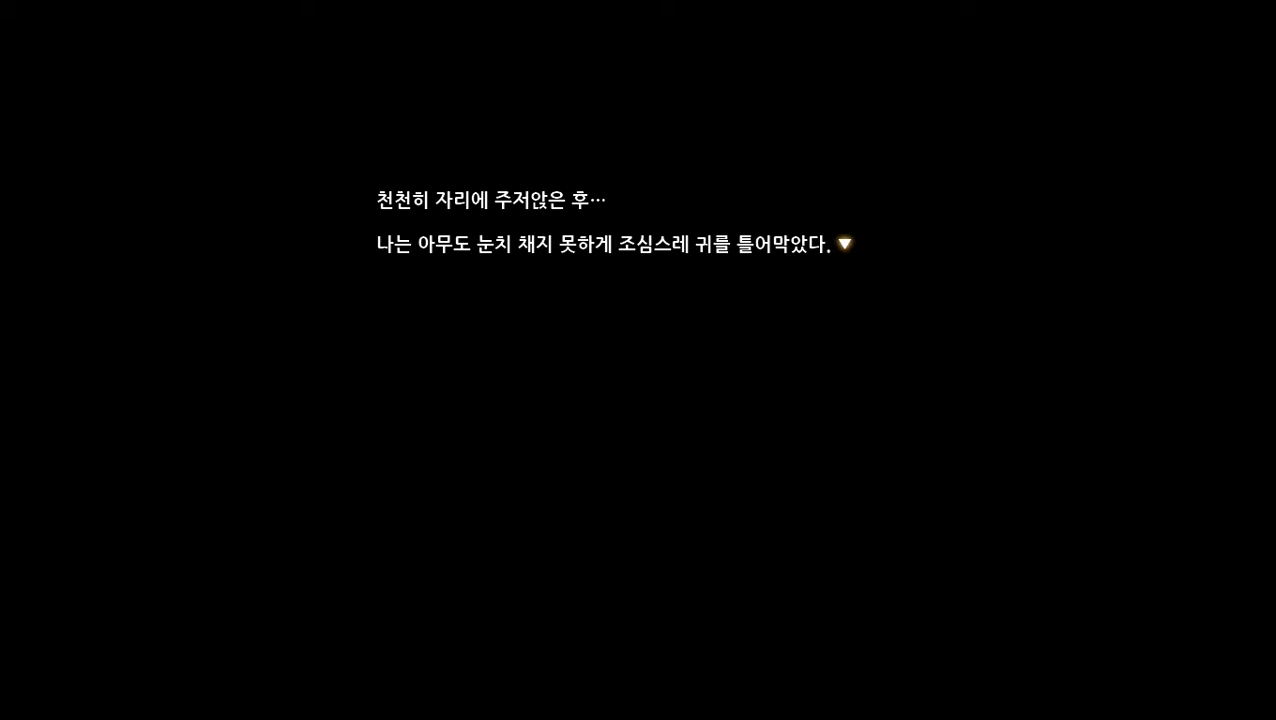 천천히 자리에 주저앉은 후…
나는 아무도 눈치 채지 못하게 조심스레 귀를 틀어막았다.